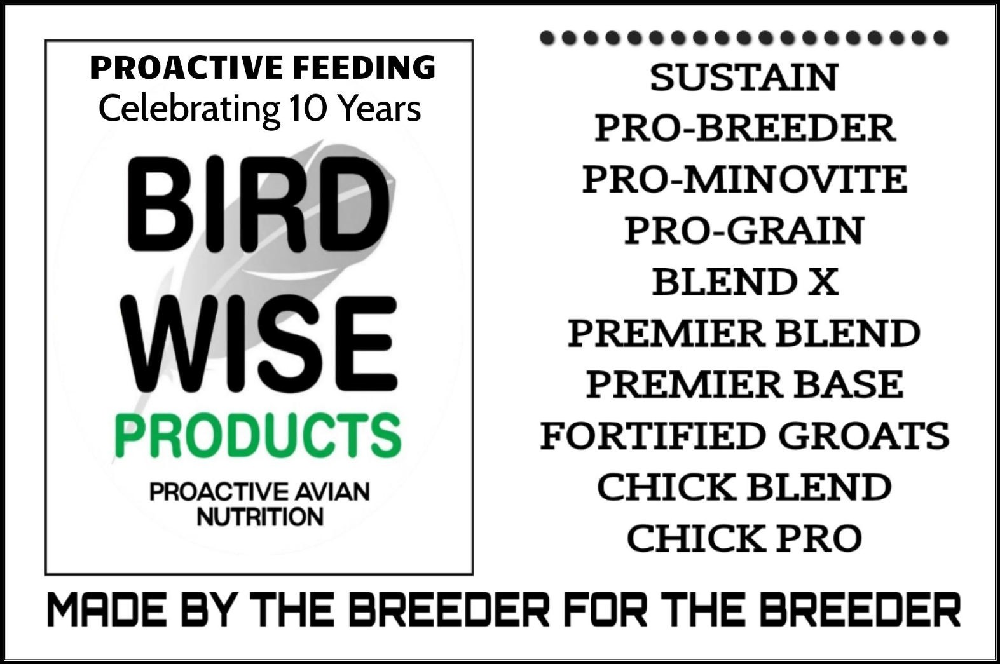 PROACTIVE FEEDING
Celebrating 10 Years
BIRD
WISE
PRODUCTS
PROACTIVE AVIAN
NUTRITION
SUSTAIN
PRO-BREEDER
PRO-MINOVITE
PRO-GRAIN
BLEND X
PREMIER BLEND
PREMIER BASE
FORTIFIED GROATS
CHICK BLEND
CHICK PRO
MADE BY THE BREEDER FOR THE BREEDER